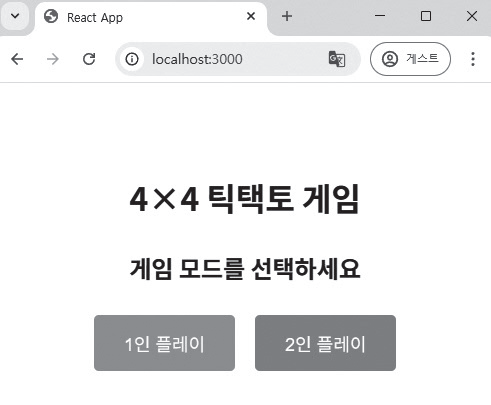 React App
localhost:3000
게스트
4×4 틱택토 게임
게임 모드를 선택하세요
1인 플레이
2인 플레이